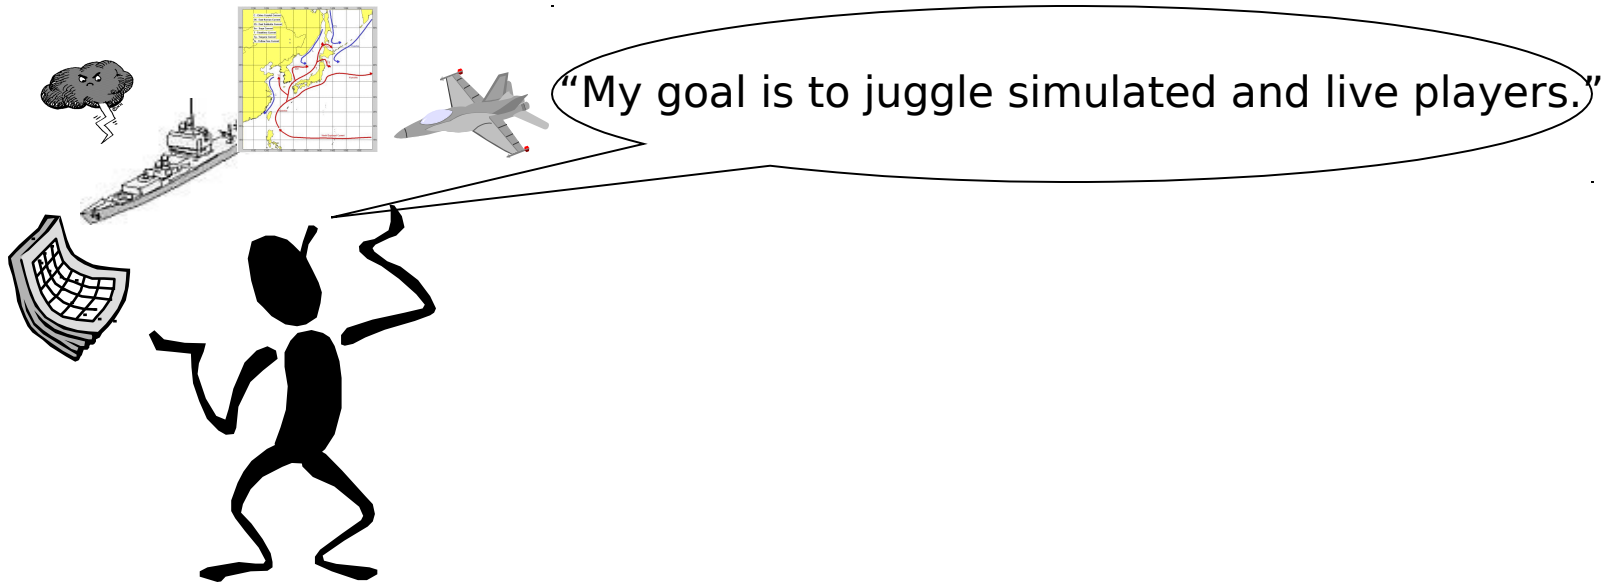 “My goal is to juggle simulated and live players.”